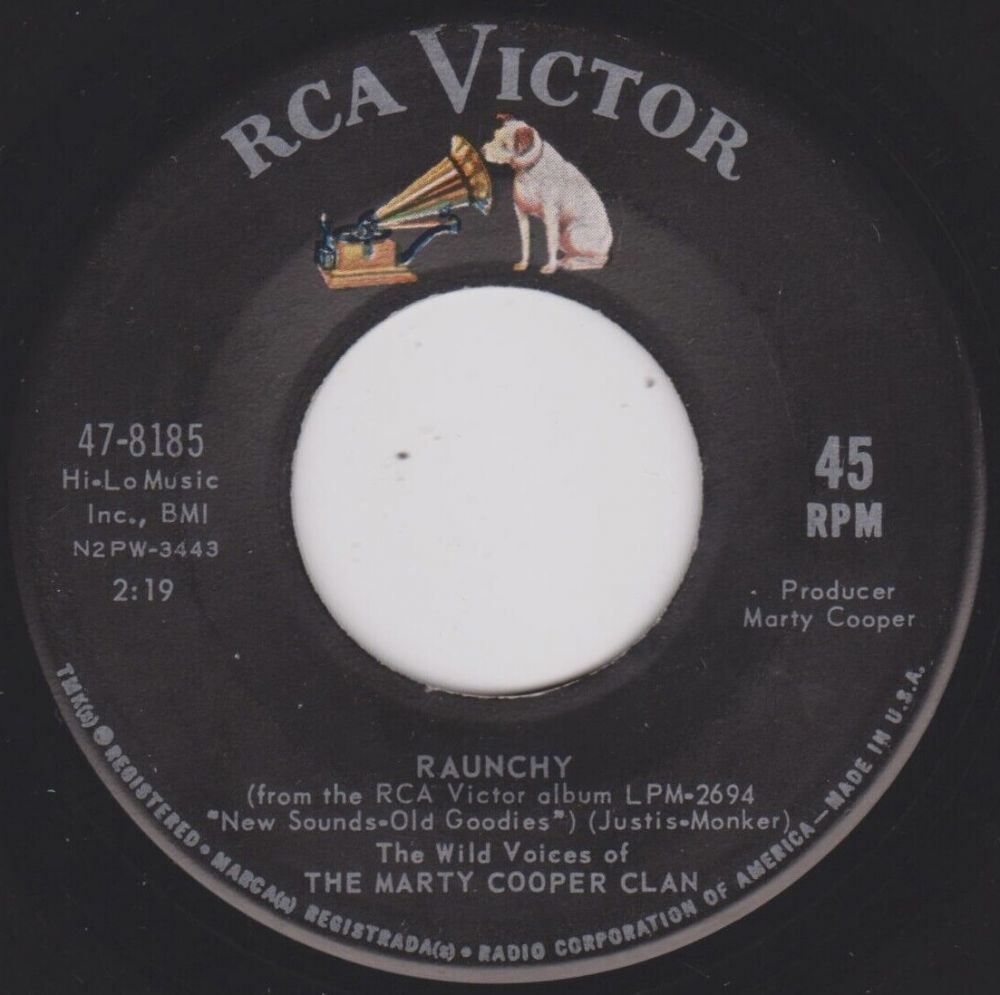 RCA VICTOR
47-8185
Hi-Lo Music
Inc., BMI
N2PW-3443
2:19
45
RPM
Producer
Marty Cooper
RAUNCHY
(from the RCA Victor album LPM-2694
"New Sounds-Old Goodies") (Justis-Monker)
The Wild Voices of
THE MARTY COOPER CLAN
TMK(s) ® REGISTERED • MARCA(s) REGISTRADA(s) • RADIO CORPORATION OF AMERICA—MADE IN U.S.A.